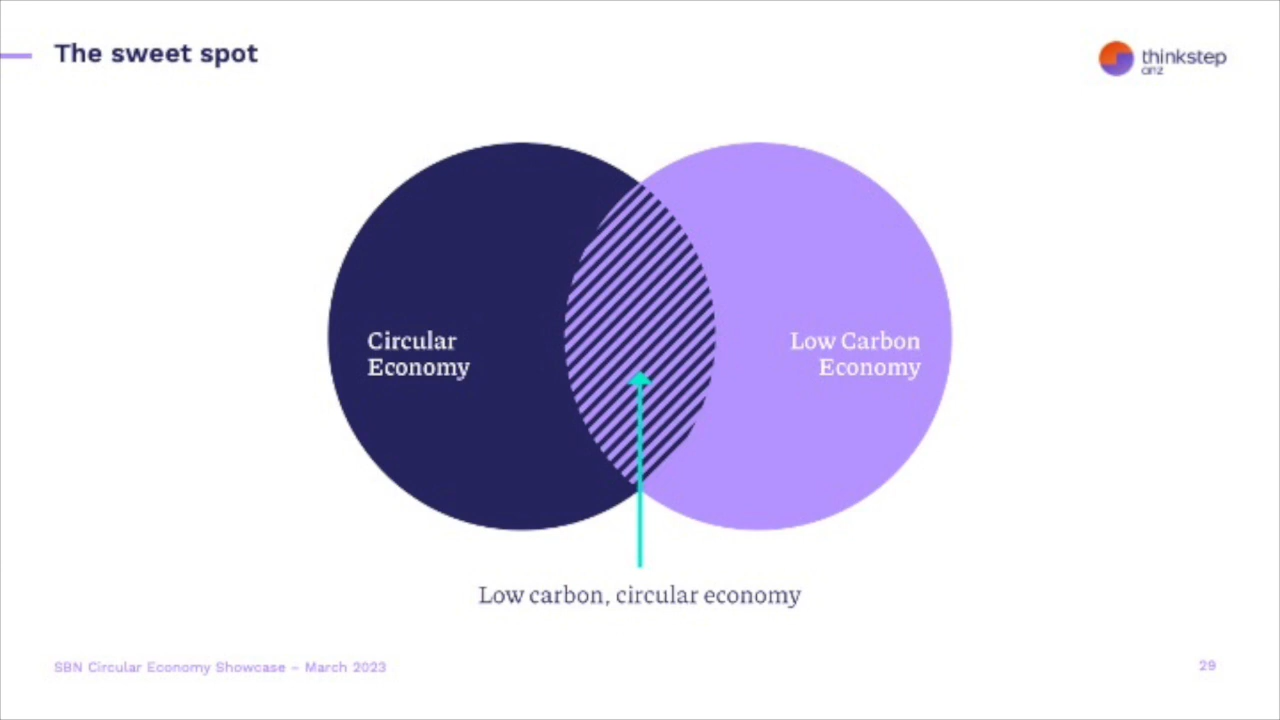 The sweet spot
thinkstep
anz
Circular
Economy
Low Carbon
Economy
Low carbon, circular economy
SBN Circular Economy Showcase – March 2023
29